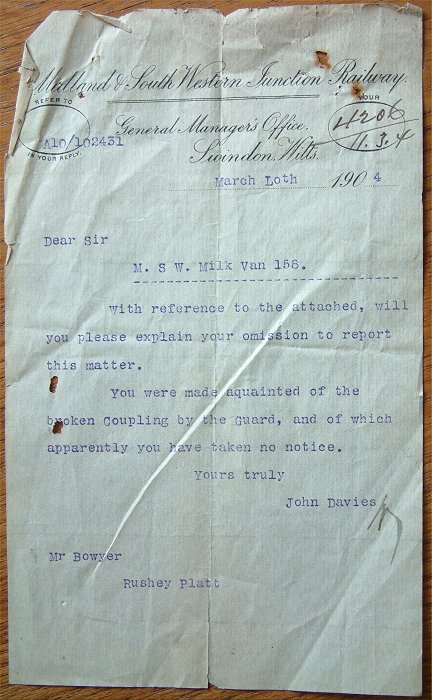 Midland & South Western Junction Railway.
REFER TO
A10/102431
IN YOUR REPLY.
YOUR
4206
11.3.4
General Manager's Office,
Swindon, Wilts.
March Loth 1904
Dear Sir
M. S W. Milk Van 158.
With reference to the attached, will
you please explain your omission to report
this matter.
You were made aquainted of the
broken Coupling by the Guard, and of which
apparently you have taken no notice.
Yours truly
John Davies
Mr Bowyer
Rushey Platt